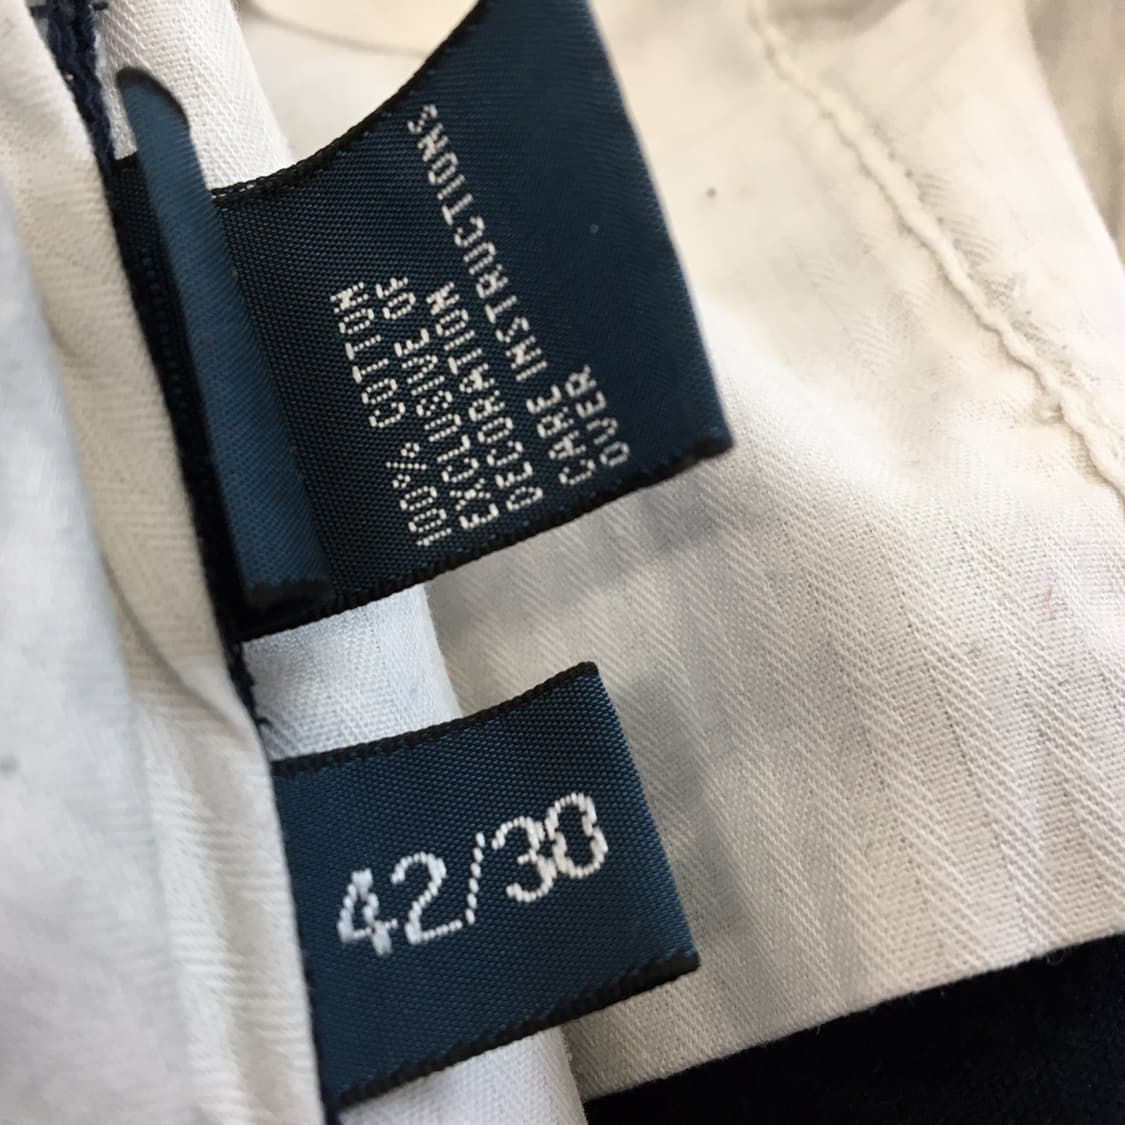 100% COTTON
EXCLUSIVE OF
DECORATION
CARE INSTRUCTIONS
OVER
42/30